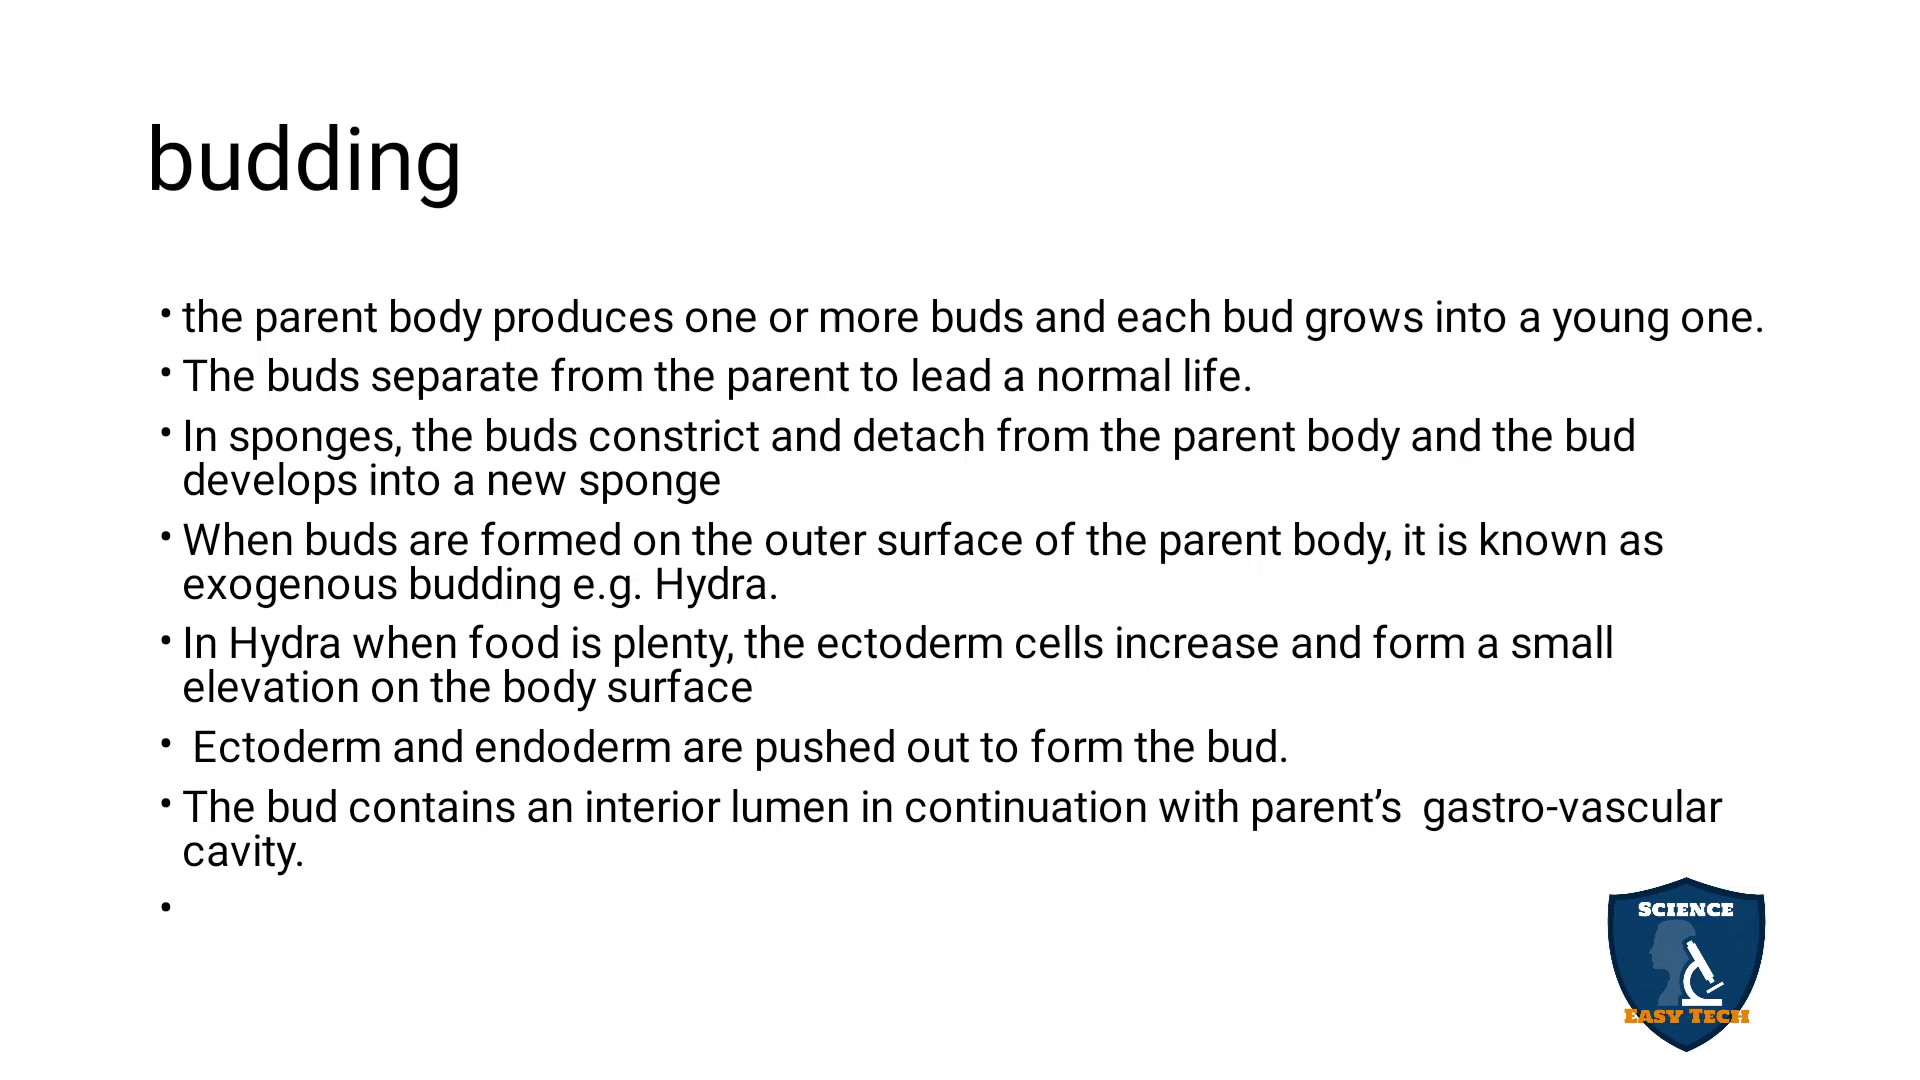 budding
• the parent body produces one or more buds and each bud grows into a young one.
• The buds separate from the parent to lead a normal life.
• In sponges, the buds constrict and detach from the parent body and the bud
develops into a new sponge
• When buds are formed on the outer surface of the parent body, it is known as
exogenous budding e.g. Hydra.
• In Hydra when food is plenty, the ectoderm cells increase and form a small
elevation on the body surface
• Ectoderm and endoderm are pushed out to form the bud.
• The bud contains an interior lumen in continuation with parent’s  gastro-vascular
cavity.
•
SCIENCE
EASY TECH